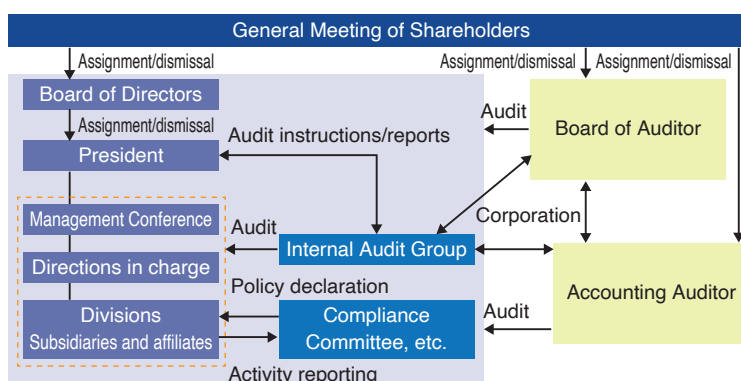 General Meeting of Shareholders
Assignment/dismissal
Assignment/dismissal
Assignment/dismissal
Board of Directors
Assignment/dismissal
Audit
Board of Auditor
Audit instructions/reports
President
Management Conference
Audit
Internal Audit Group
Corporation
Directions in charge
Policy declaration
Accounting Auditor
Divisions
Subsidiaries and affiliates
Compliance
Committee, etc.
Audit
Activity reporting